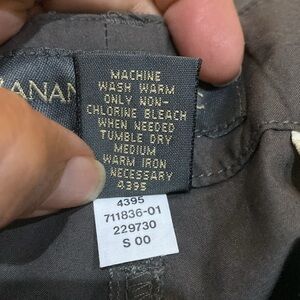 ANAN
MACHINE
WASH WARM
ONLY NON-
CHLORINE BLEACH
WHEN NEEDED
TUMBLE DRY
MEDIUM
WARM IRON
NECESSARY
4395
4395
711836-01
229730
S 00